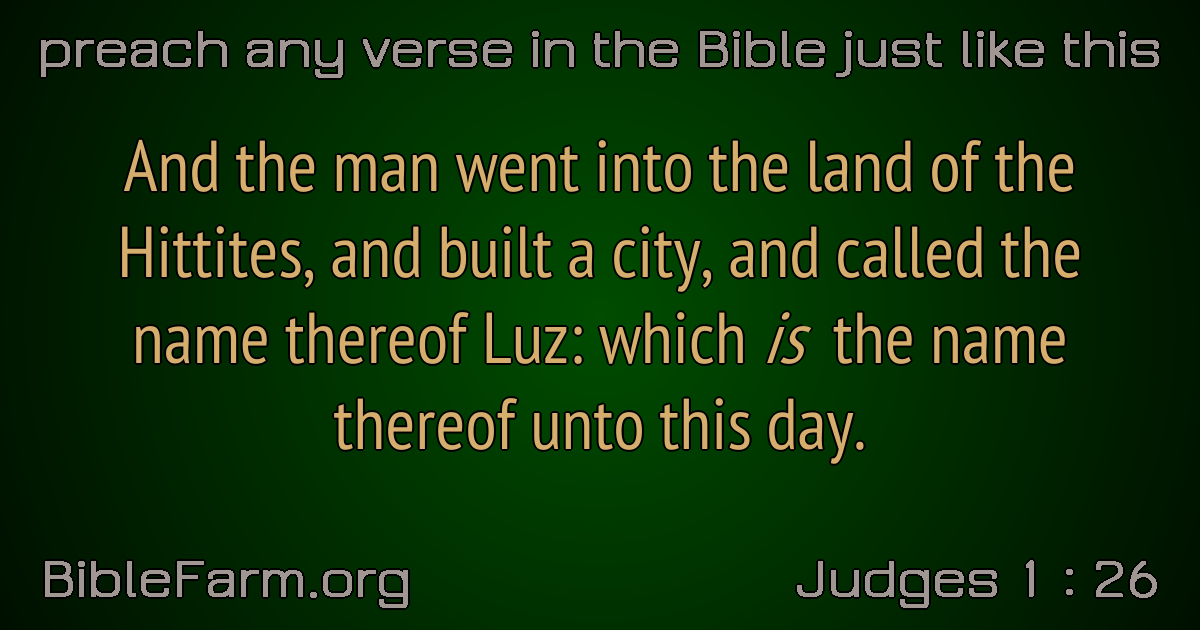 preach any verse in the Bible just like this
And the man went into the land of the
Hittites, and built a city, and called the
name thereof Luz: which is the name
thereof unto this day.
BibleFarm.org
Judges 1 : 26